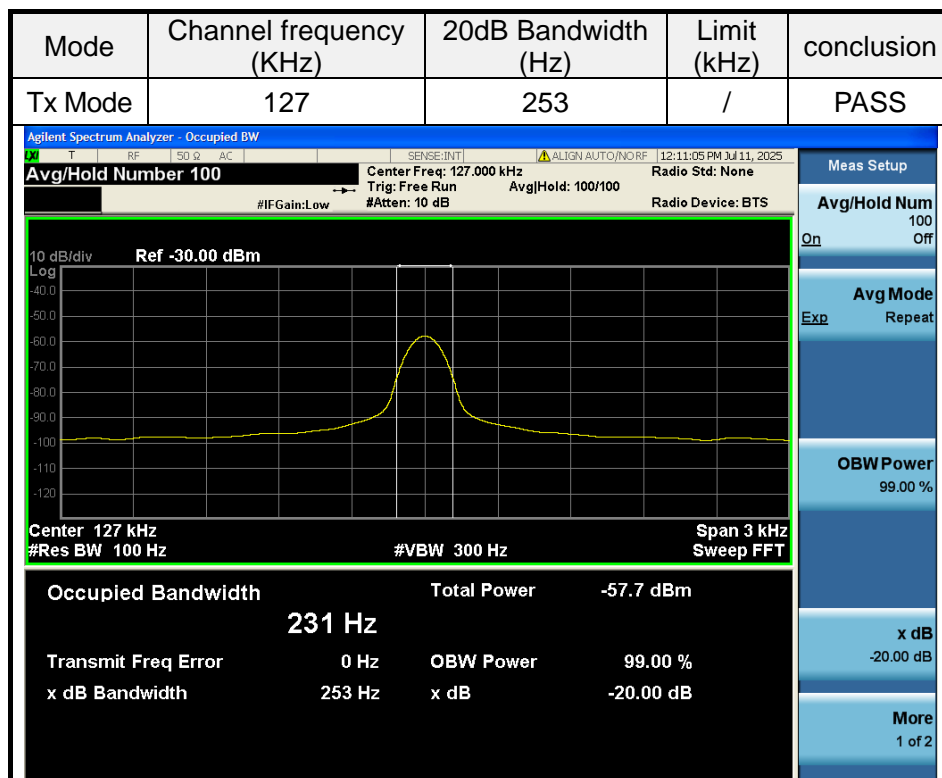 Mode Channel frequency (KHz) 20dB Bandwidth (Hz) Limit (kHz) conclusion
Tx Mode 127 253 / PASS
Agilent Spectrum Analyzer - Occupied BW
LXI T RF 50 Ω AC SENSE:INT ALIGN AUTO/NO RF 12:11:05 PM Jul 11, 2025
Avg/Hold Number 100
Center Freq: 127.000 kHz Radio Std: None
Trig: Free Run Avg|Hold: 100/100
#IFGain:Low #Atten: 10 dB Radio Device: BTS
10 dB/div Ref -30.00 dBm
Log
-40.0
-50.0
-60.0
-70.0
-80.0
-90.0
-100
-110
-120
Center 127 kHz Span 3 kHz
#Res BW 100 Hz #VBW 300 Hz Sweep FFT
Occupied Bandwidth Total Power -57.7 dBm
231 Hz
Transmit Freq Error 0 Hz OBW Power 99.00 %
x dB Bandwidth 253 Hz x dB -20.00 dB
Meas Setup
Avg/Hold Num
100
On Off
Avg Mode
Exp Repeat
OBW Power
99.00 %
x dB
-20.00 dB
More
1 of 2